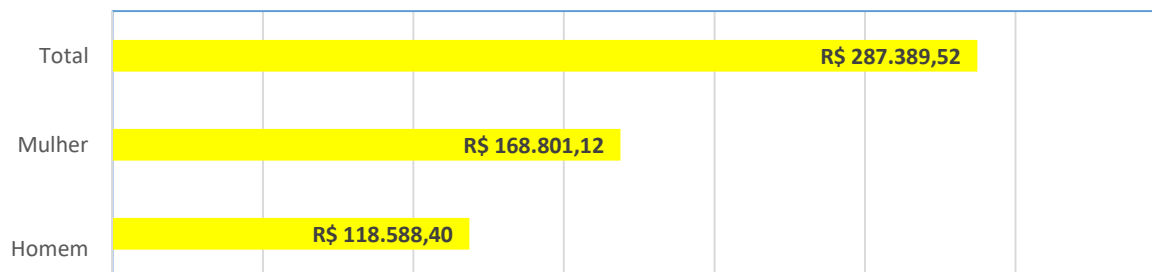 Total
R$ 287.389,52
Mulher
R$ 168.801,12
Homem
R$ 118.588,40